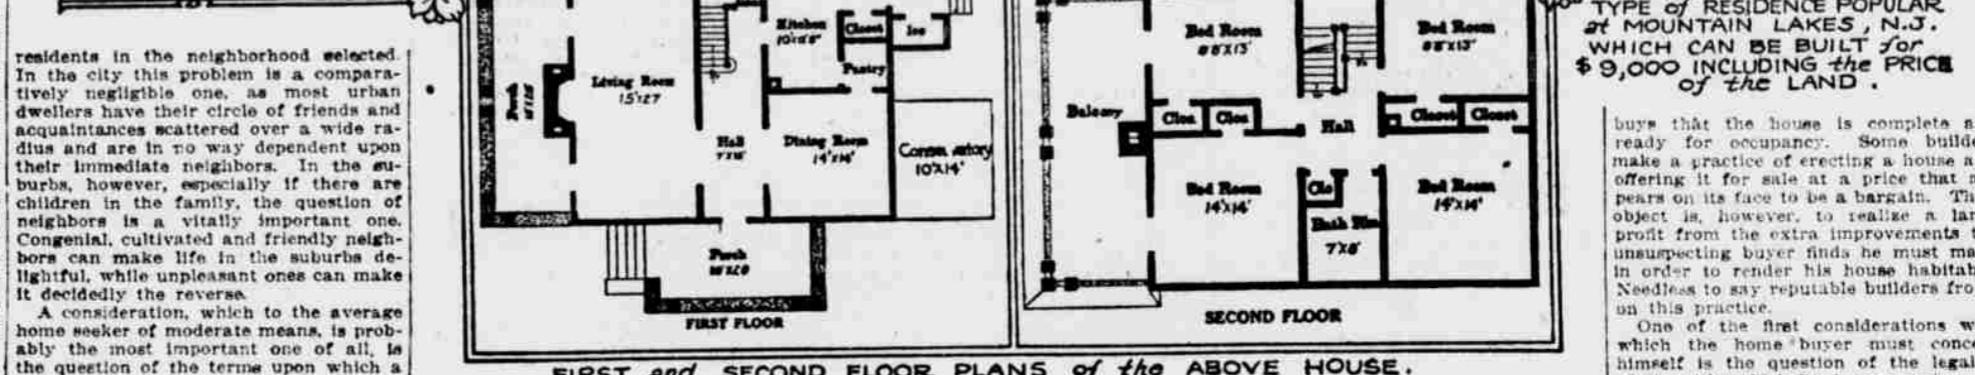 residents in the neighborhood selected.
In the city this problem is a compara-
tively negligible one, as most urban
dwellers have their circle of friends and
acquaintances scattered over a wide ra-
dius and are in no way dependent upon
their immediate neighbors. In the su-
burbs, however, especially if there are
children in the family, the question of
neighbors is a vitally important one.
Congenial, cultivated and friendly neigh-
bors can make life in the suburbs de-
lightful, while unpleasant ones can make
it decidedly the reverse.
A consideration, which to the average
home seeker of moderate means, is prob-
ably the most important one of all, is
the question of the terms upon which a
Kitchen
Closet
Ice
Pantry
Living Room
15'x27
Porch
Hall
Dining Room
14'x14'
Conservatory
10'x14'
Porch
FIRST FLOOR
Bed Room
Bed Room
Balcony
Clos
Clos
Hall
Closet
Closet
Bed Room
14'x14'
Clo
Bath Rm
7'x8'
Bed Room
14'x14'
SECOND FLOOR
FIRST and SECOND FLOOR PLANS of the ABOVE HOUSE.
TYPE of RESIDENCE POPULAR
at MOUNTAIN LAKES, N.J.
WHICH CAN BE BUILT for
$9,000 INCLUDING the PRICE
of the LAND.
buys that the house is complete a
ready for occupancy. Some builde
make a practice of erecting a house a
offering it for sale at a price that a
pears on its face to be a bargain. Th
object is, however, to realize a lar
profit from the extra improvements t
unsuspecting buyer finds he must ma
in order to render his house habitab
Needless to say reputable builders fro
on this practice.
One of the first considerations w
which the home buyer must conce
himself is the question of the legal